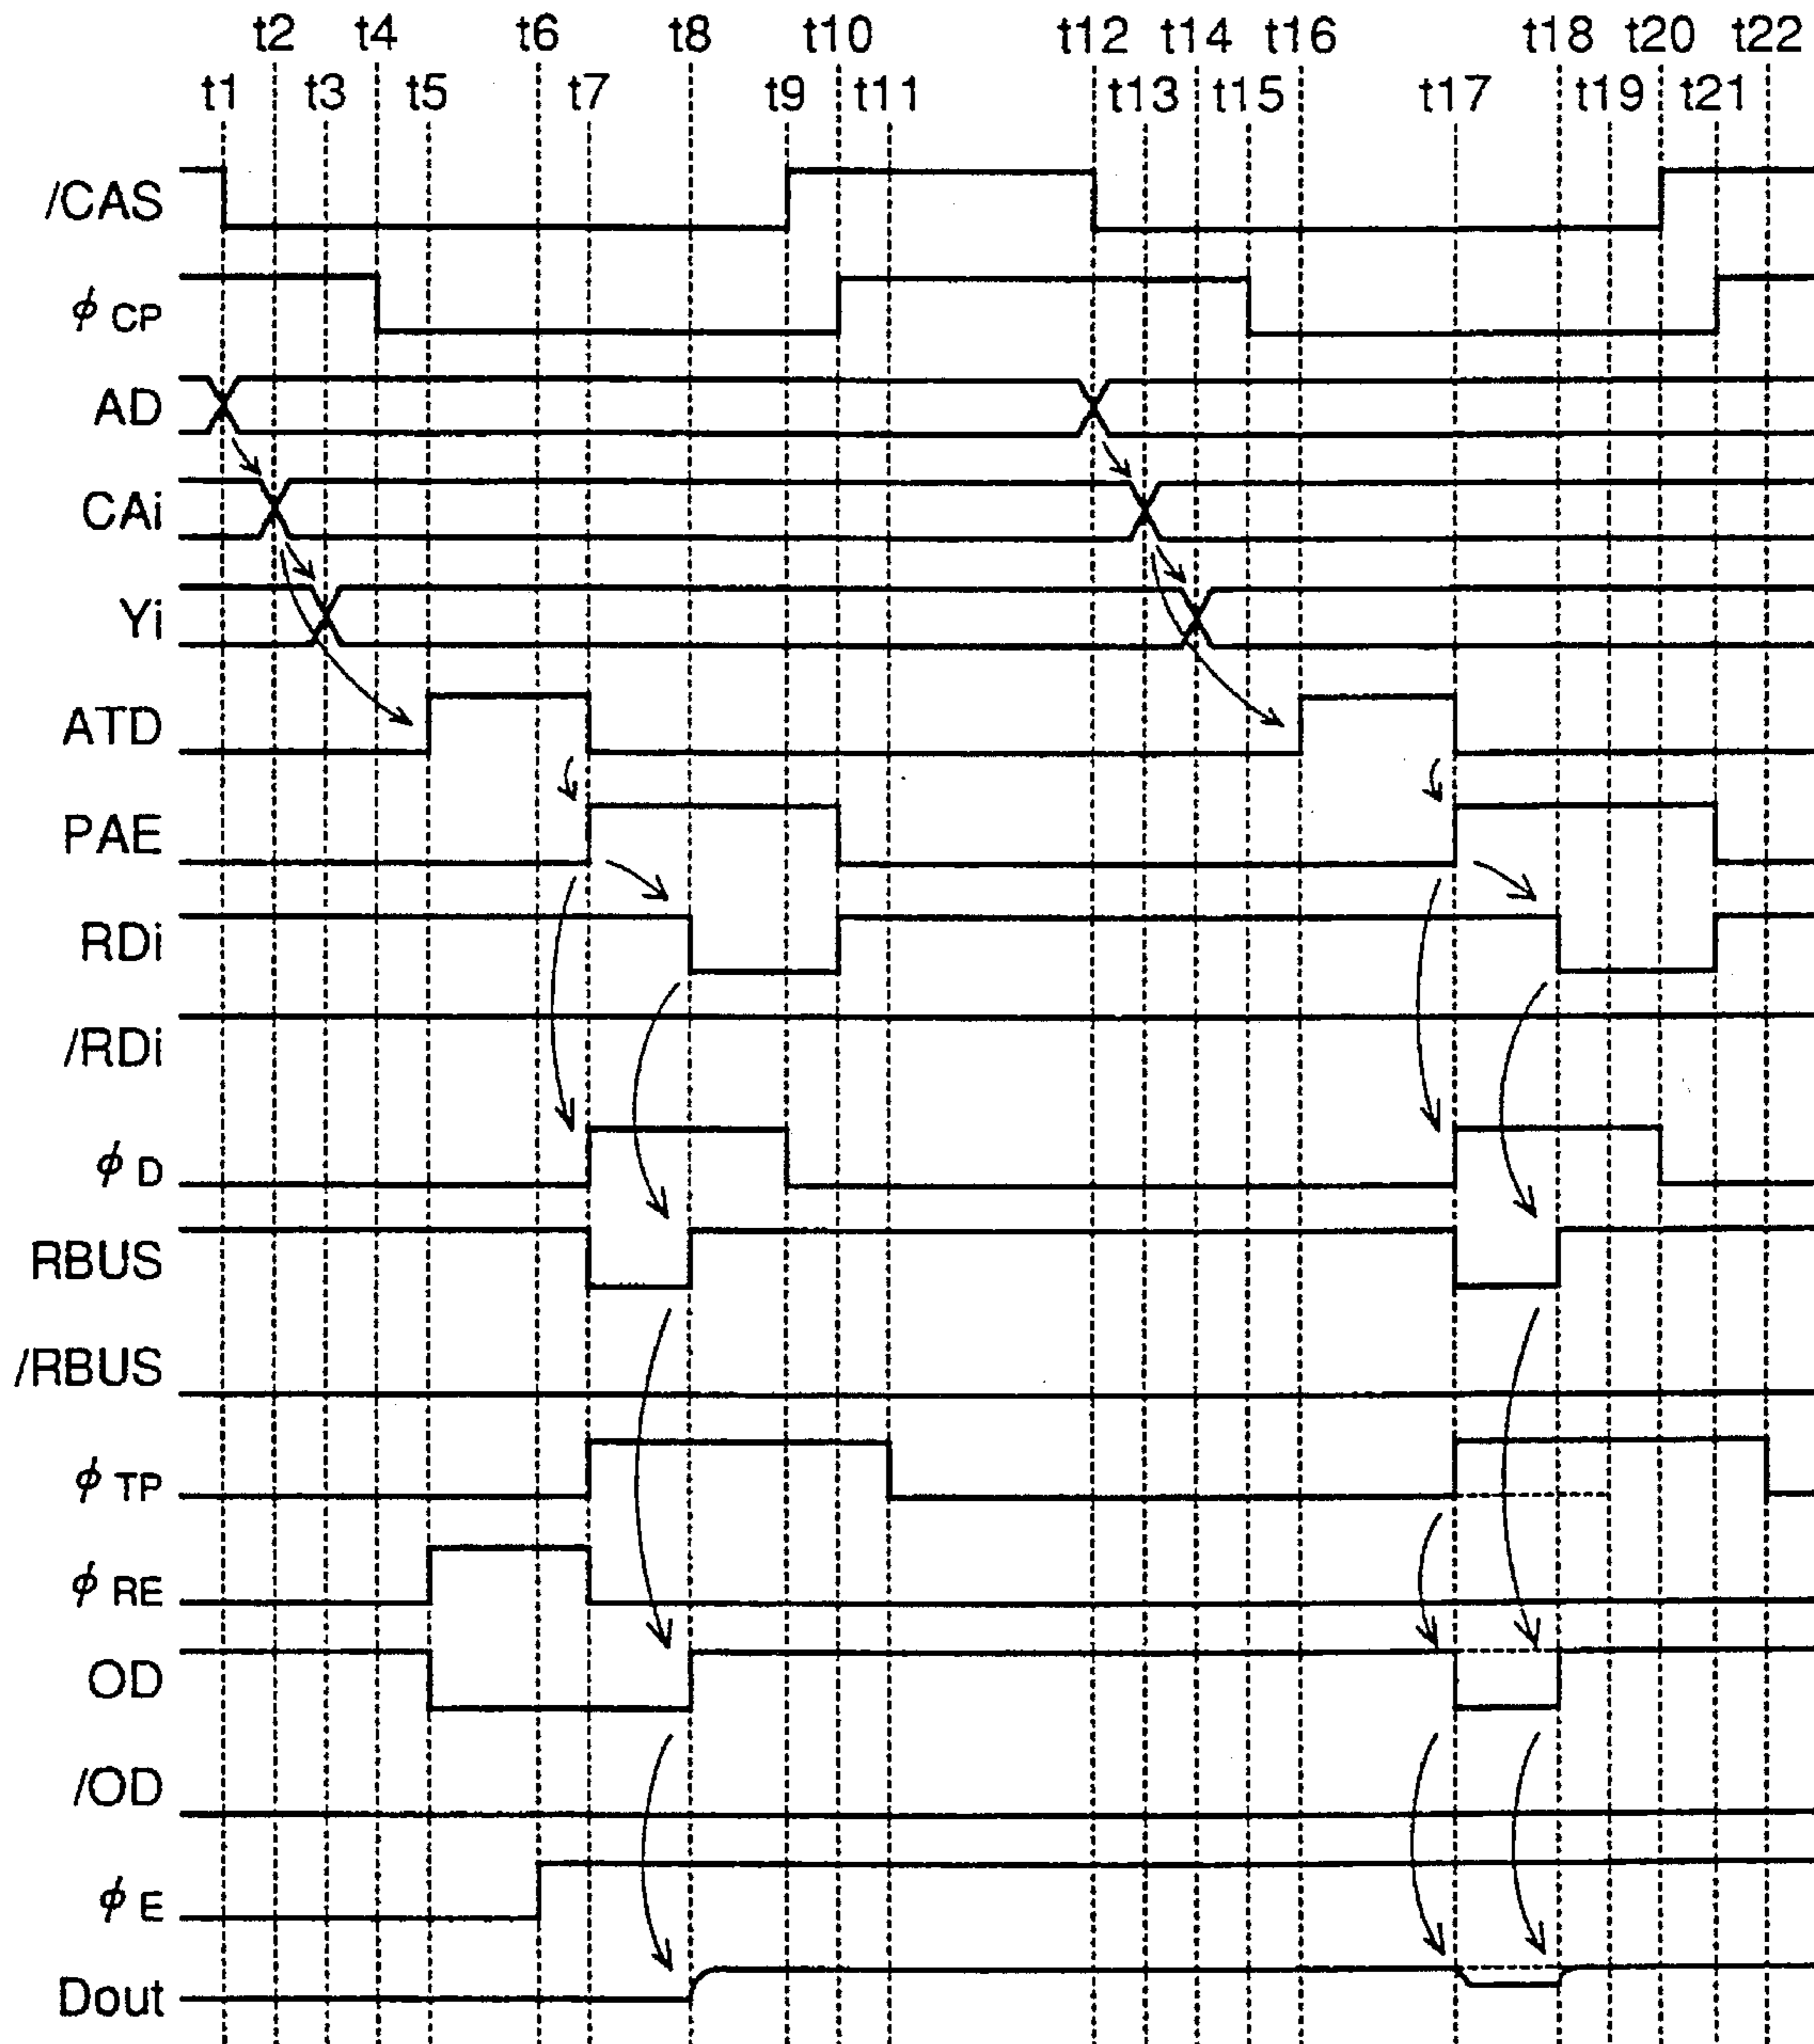 t2 t4 t6 t8 t10 t12 t14 t16 t18 t20 t22
t1 t3 t5 t7 t9 t11 t13 t15 t17 t19 t21
/CAS
ϕ CP
AD
CAi
Yi
ATD
PAE
RDi
/RDi
ϕ D
RBUS
/RBUS
ϕ TP
ϕ RE
OD
/OD
ϕ E
Dout